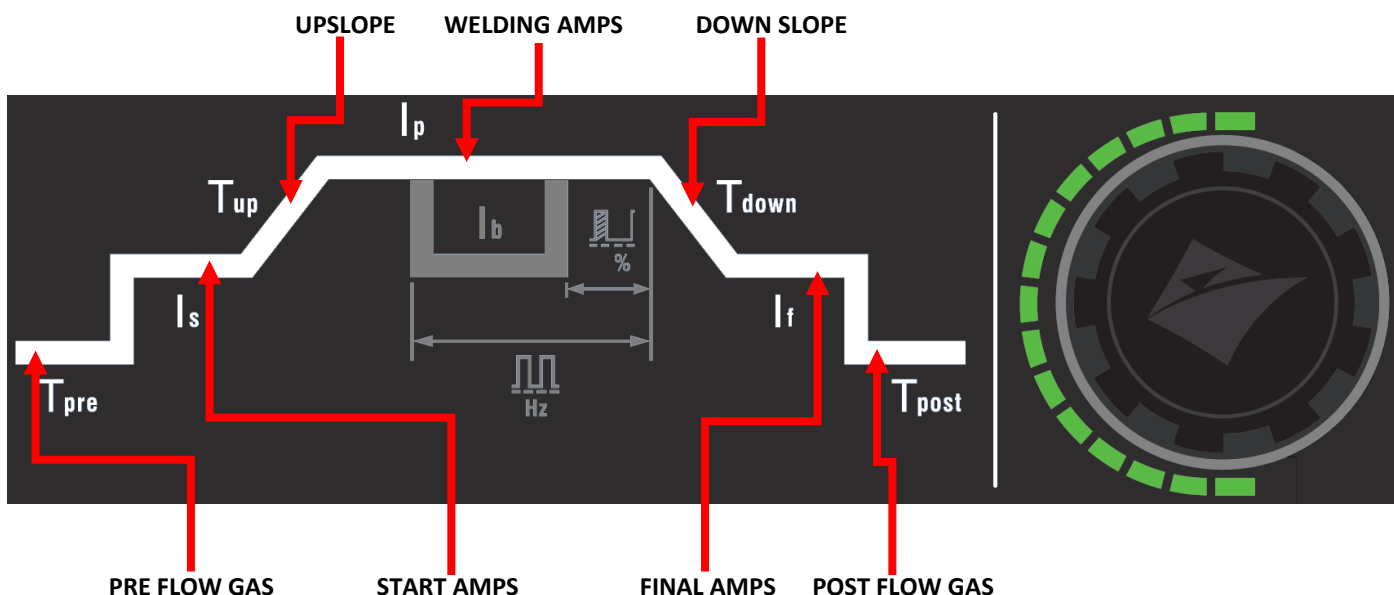 UPSLOPE WELDING AMPS DOWN SLOPE
Ip
Tup Tdown
Ib
%
Is If
Tpre Tpost
Hz
PRE FLOW GAS START AMPS FINAL AMPS POST FLOW GAS